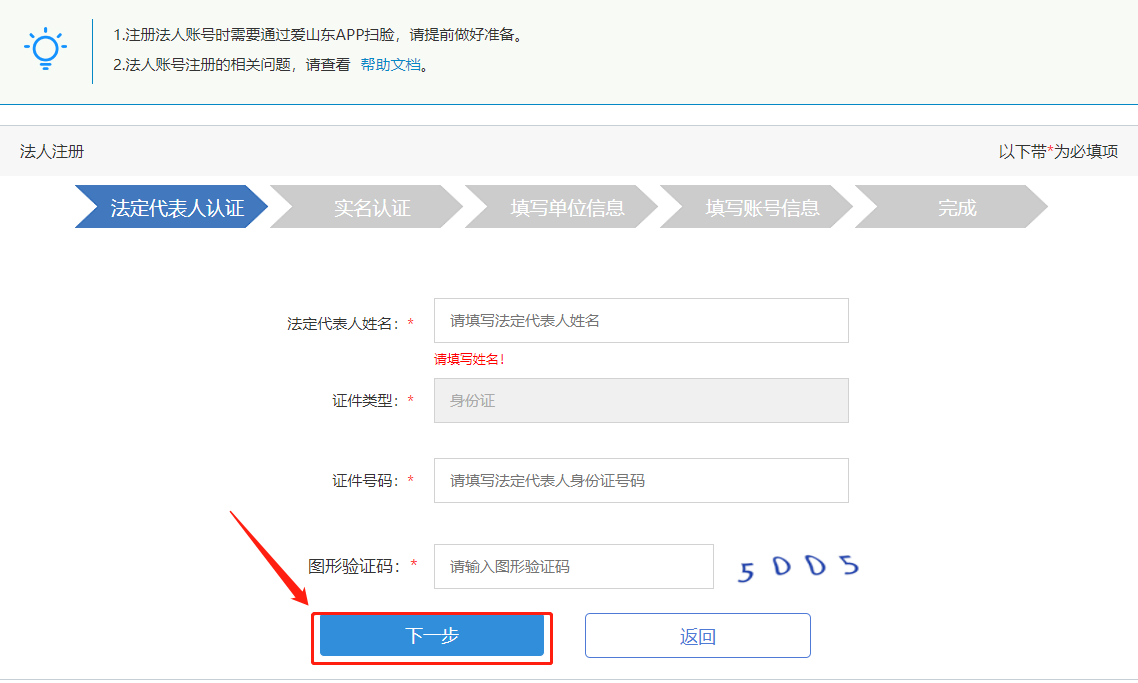 1.注册法人账号时需要通过爱山东APP扫脸，请提前做好准备。
2.法人账号注册的相关问题，请查看 帮助文档。
法人注册 以下带*为必填项
法定代表人认证 实名认证 填写单位信息 填写账号信息 完成
法定代表人姓名：* 请填写法定代表人姓名
请填写姓名!
证件类型：* 身份证
证件号码：* 请填写法定代表人身份证号码
图形验证码：* 请输入图形验证码 5DD5
下一步 返回